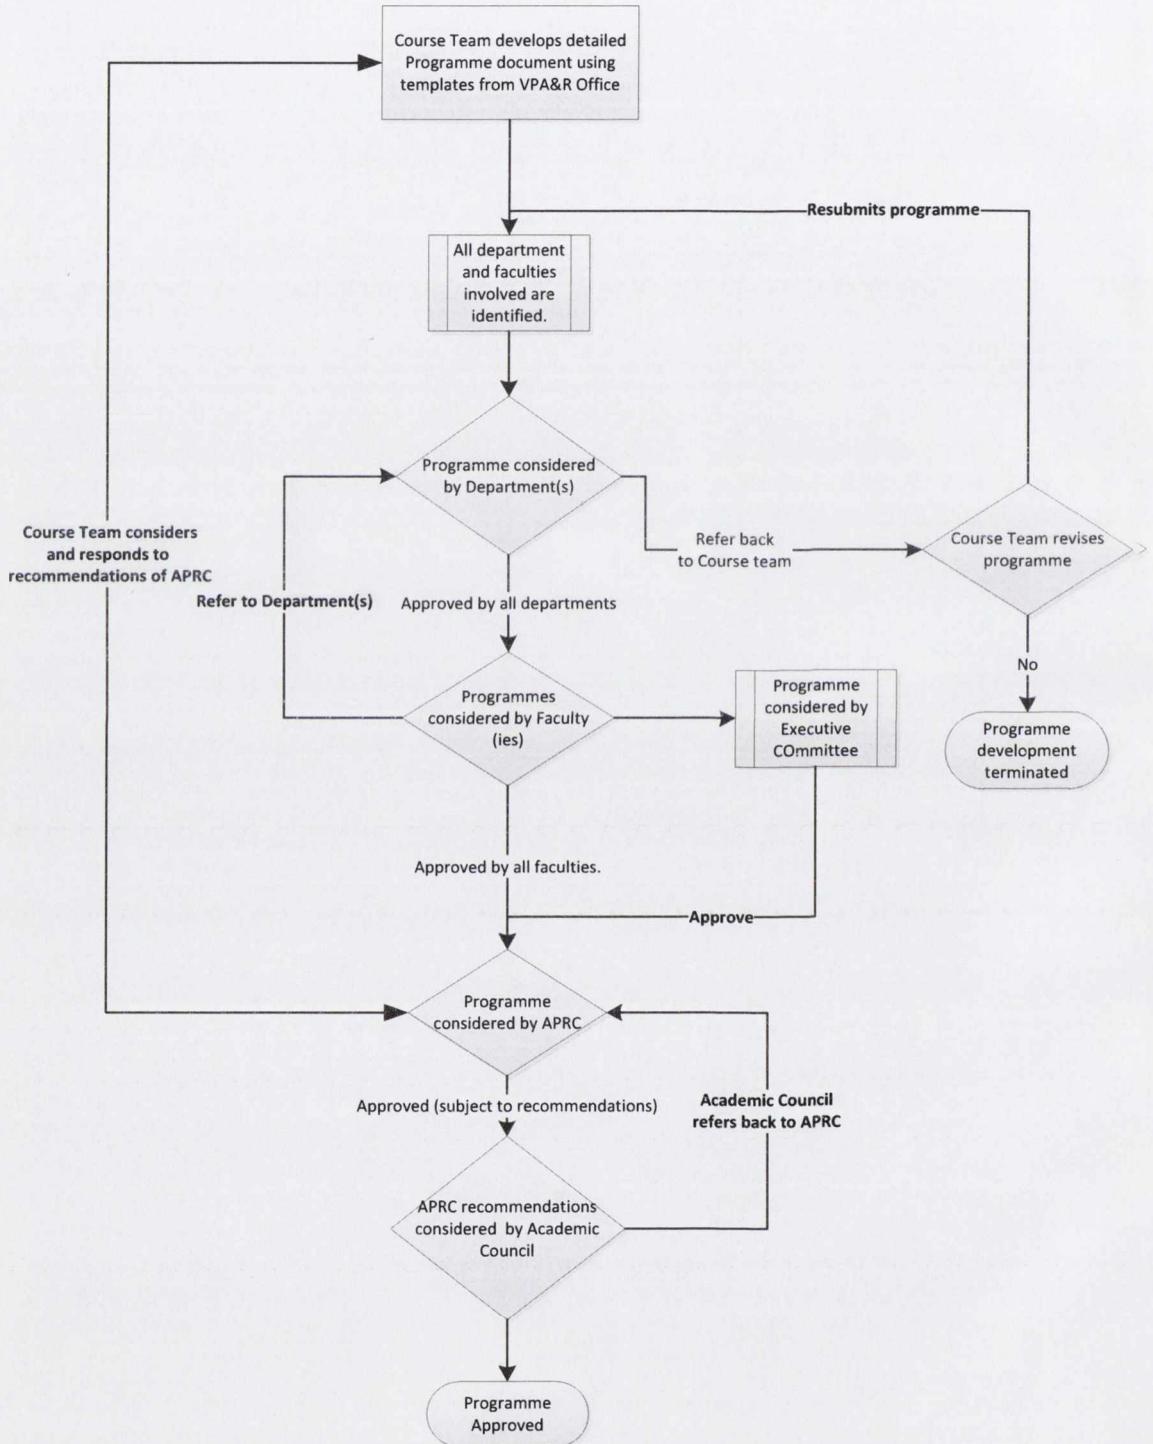 Course Team develops detailed
Programme document using
templates from VPA&R Office
Resubmits programme
All department
and faculties
involved are
identified.
Programme considered
by Department(s)
Refer back
to Course team
Course Team revises
programme
Course Team considers
and responds to
recommendations of APRC
Refer to Department(s)
Approved by all departments
No
Programmes
considered by Faculty
(ies)
Programme
considered by
Executive
COmmittee
Programme
development
terminated
Approved by all faculties.
Approve
Programme
considered by APRC
Approved (subject to recommendations)
Academic Council
refers back to APRC
APRC recommendations
considered by Academic
Council
Programme
Approved